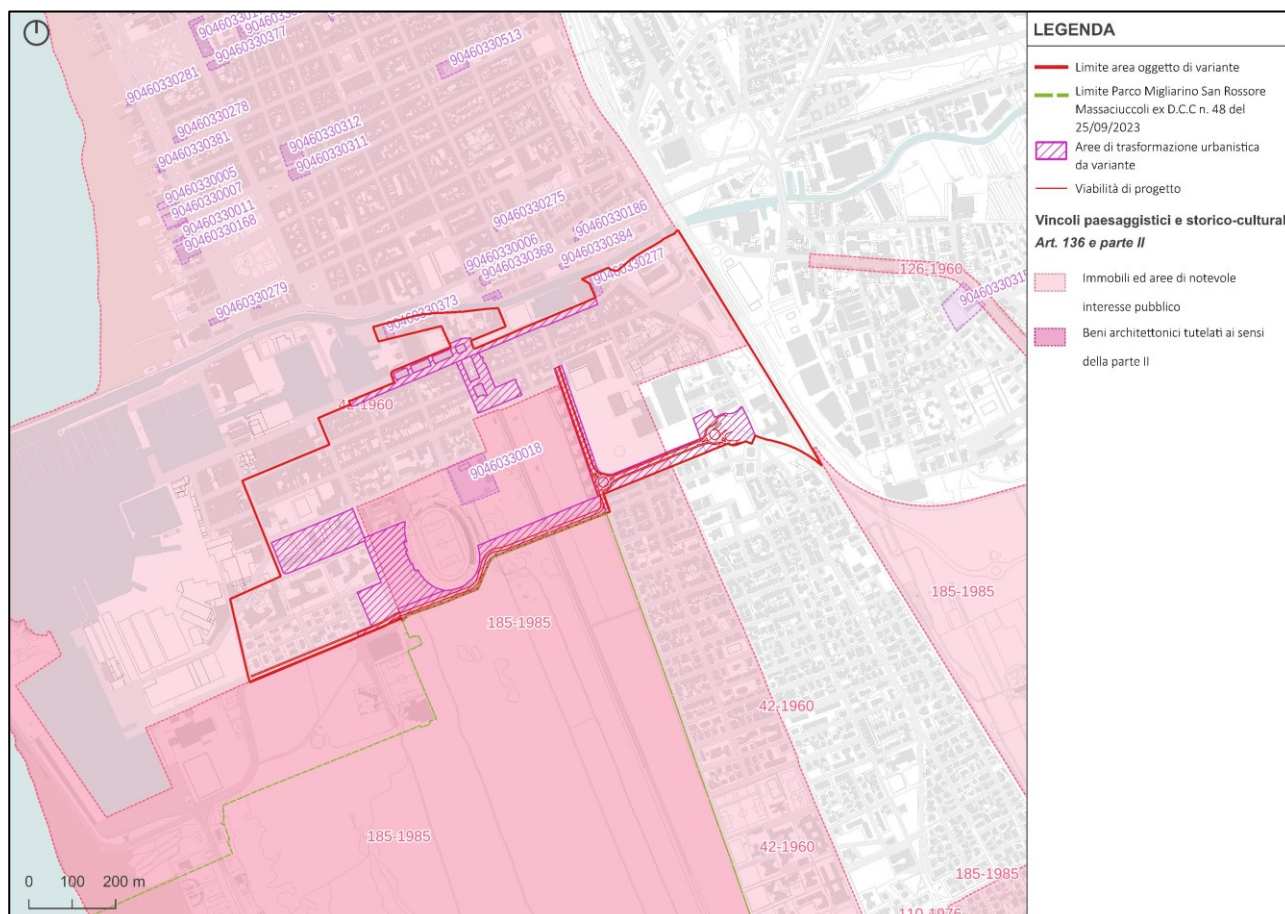 90460330377
90460330513
90460330281
90460330278
90460330381
90460330312
90460330311
90460330005
90460330007
90460330011
90460330168
90460330275
90460330186
90460330006
90460330368
90460330384
90460330277
90460330279
90460330373
126-1960
42-1960
90460330018
185-1985
185-1985
42-1960
185-1985
42-1960
185-1985
110-1976
0 100 200 m
LEGENDA
Limite area oggetto di variante
Limite Parco Migliarino San Rossore
Massaciuccoli ex D.C.C n. 48 del
25/09/2023
Aree di trasformazione urbanistica
da variante
Viabilità di progetto
Vincoli paesaggistici e storico-cultural
Art. 136 e parte II
Immobili ed aree di notevole
interesse pubblico
Beni architettonici tutelati ai sensi
della parte II